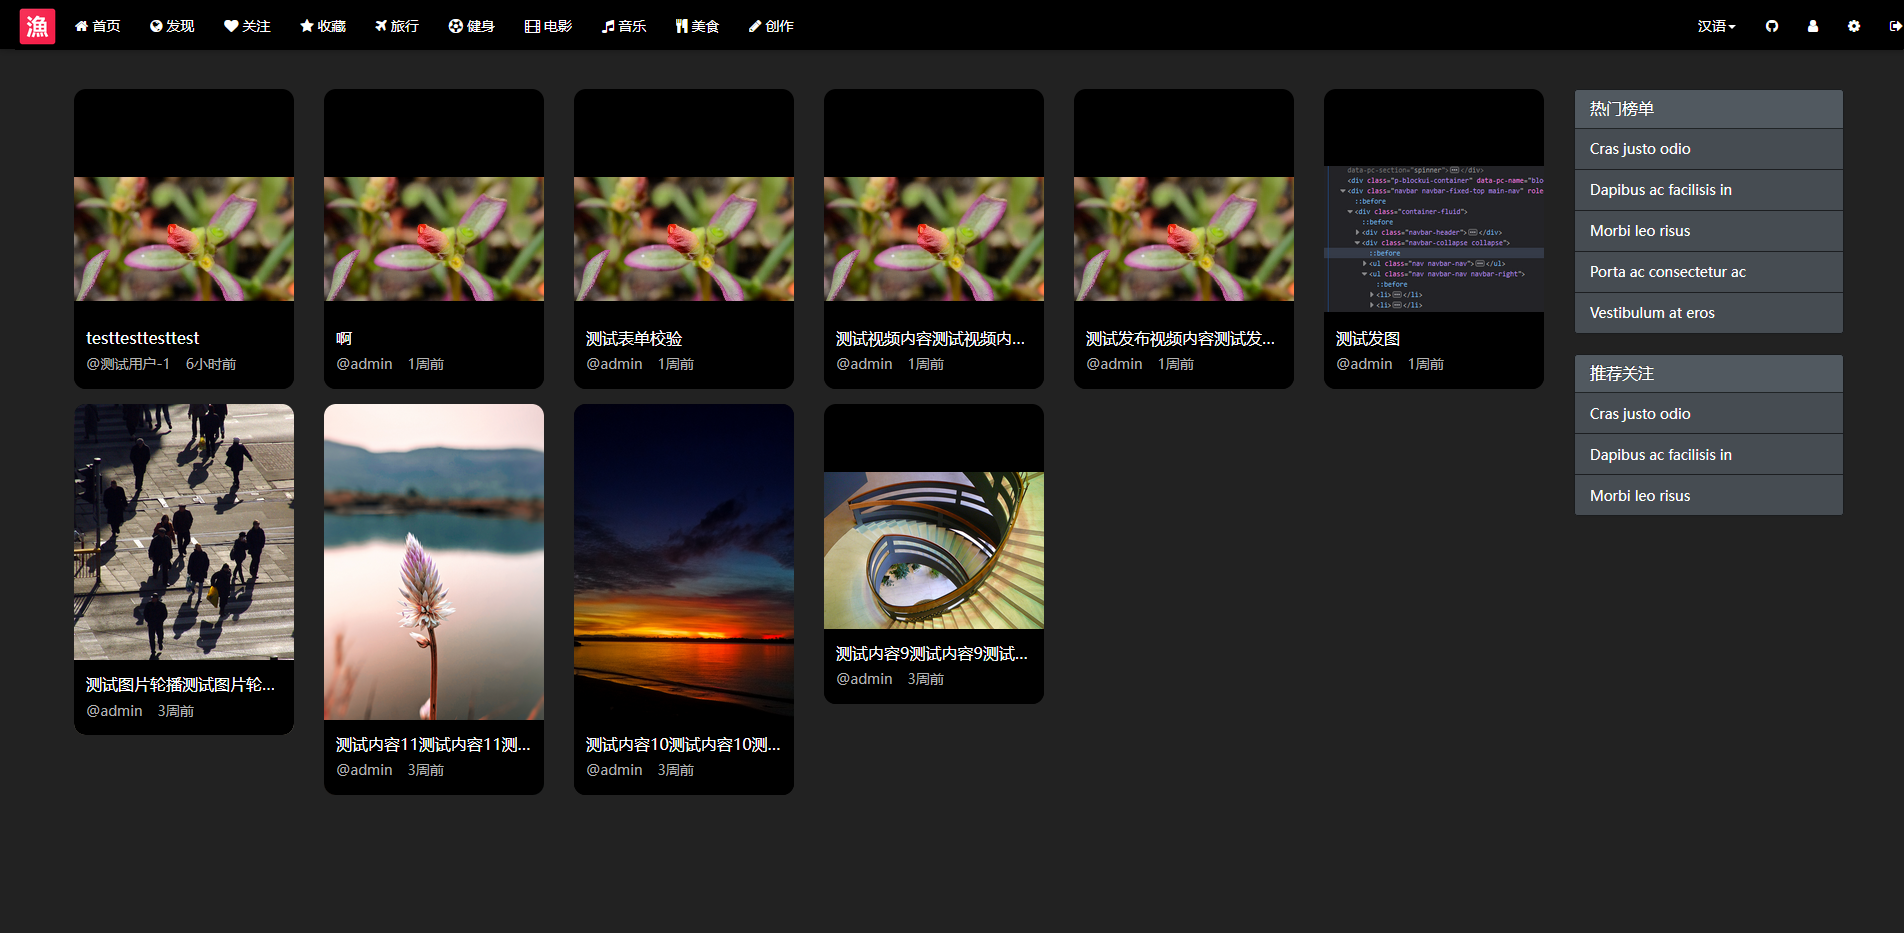 漁 首页 发现 关注 收藏 旅行 健身 电影 音乐 美食 创作 汉语
testtesttesttest
@测试用户-1 6小时前
啊
@admin 1周前
测试表单校验
@admin 1周前
测试视频内容测试视频内...
@admin 1周前
测试发布视频内容测试发...
@admin 1周前
data-pc-section="spinner"></div>
<div class="p-blockui-container" data-pc-name="blo
<div class="navbar navbar-fixed-top main-nav" role
::before
<div class="container-fluid">
::before
<div class="navbar-header"></div>
<div class="navbar-collapse collapse">
::before
<ul class="nav navbar-nav"></ul>
<ul class="nav navbar-nav navbar-right">
::before
<li></li>
<li></li>
测试发图
@admin 1周前
测试图片轮播测试图片轮...
@admin 3周前
测试内容11测试内容11测...
@admin 3周前
测试内容10测试内容10测...
@admin 3周前
测试内容9测试内容9测试...
@admin 3周前
热门榜单
Cras justo odio
Dapibus ac facilisis in
Morbi leo risus
Porta ac consectetur ac
Vestibulum at eros
推荐关注
Cras justo odio
Dapibus ac facilisis in
Morbi leo risus